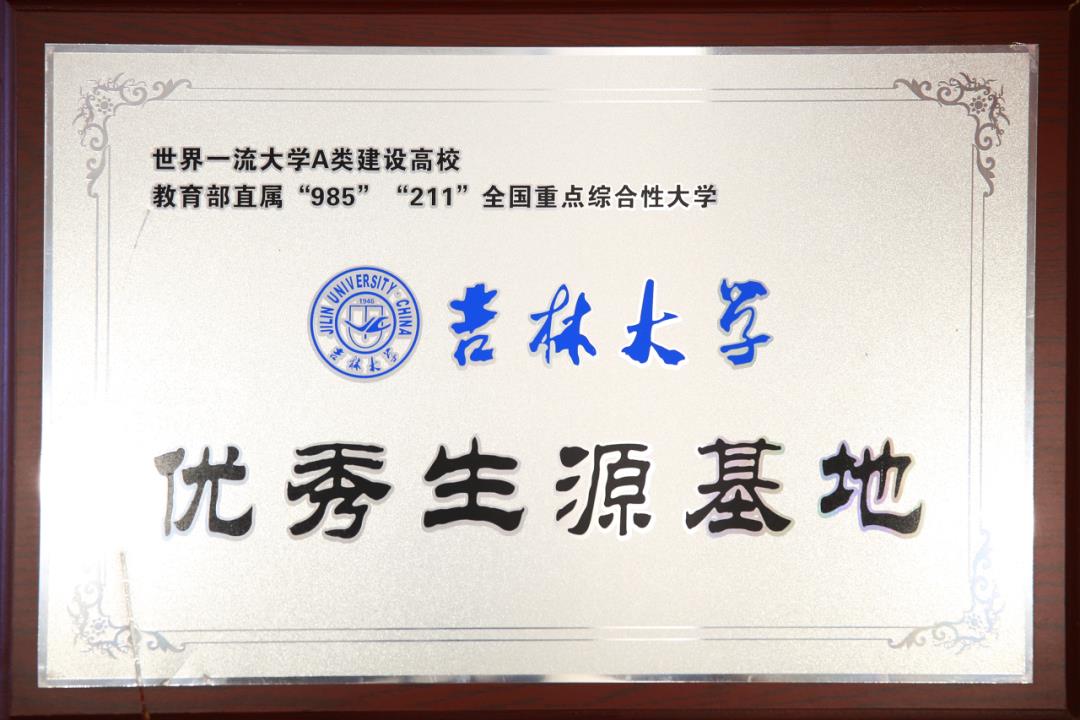 世界一流大学A类建设高校
教育部直属“985”“211”全国重点综合性大学
JILIN UNIVERSITY·CHINA
1946
吉林大学
吉林大学
优秀生源基地